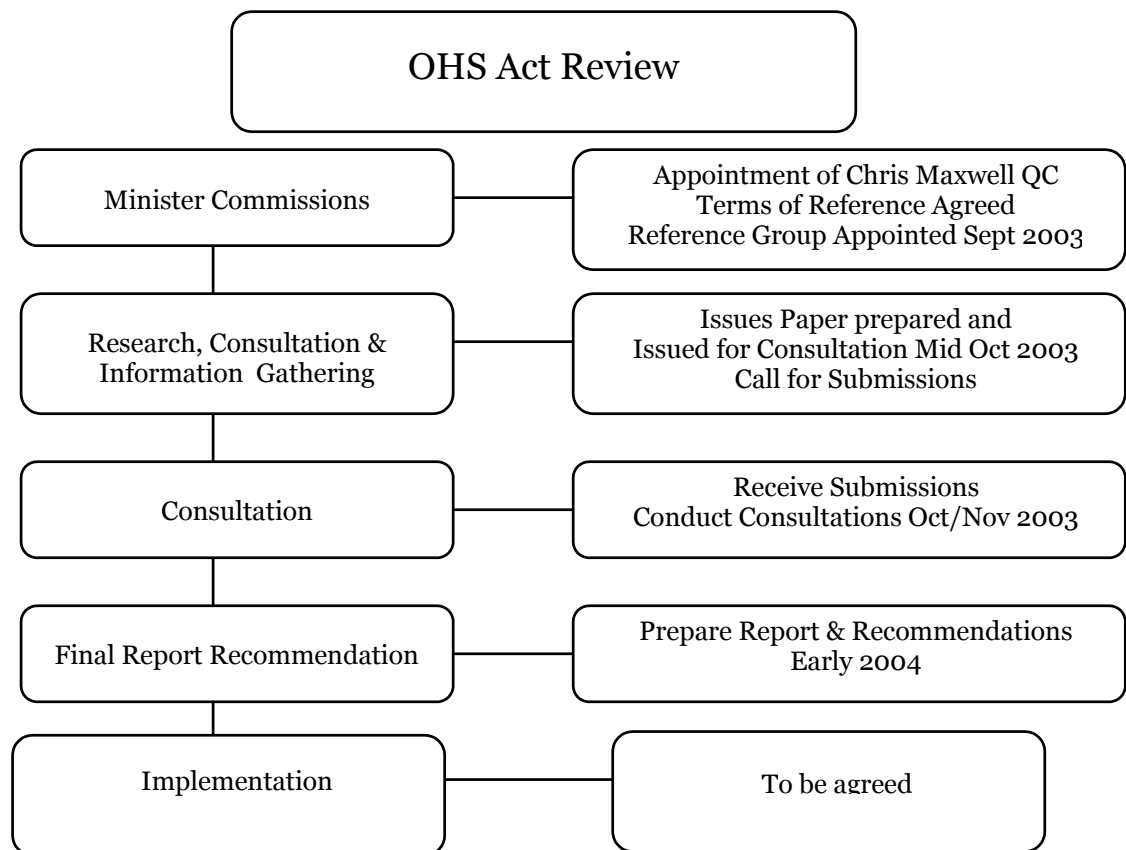 OHS Act Review
Minister Commissions
Appointment of Chris Maxwell QC
Terms of Reference Agreed
Reference Group Appointed Sept 2003
Research, Consultation &
Information Gathering
Issues Paper prepared and
Issued for Consultation Mid Oct 2003
Call for Submissions
Consultation
Receive Submissions
Conduct Consultations Oct/Nov 2003
Final Report Recommendation
Prepare Report & Recommendations
Early 2004
Implementation
To be agreed